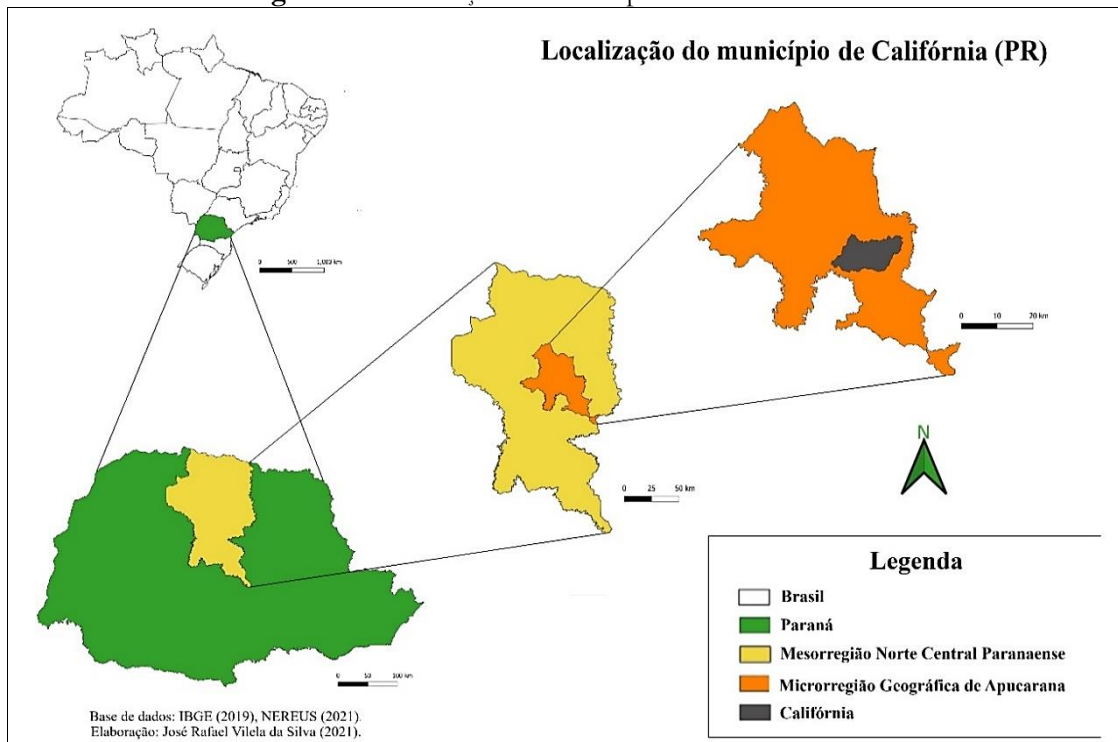 Localização do município de Califórnia (PR)
0 500 1,000 km
0 10 20 km
0 25 50 km
N
Legenda
Brasil
Paraná
Mesorregião Norte Central Paranaense
Microrregião Geográfica de Apucarana
Califórnia
0 50 100 km
Base de dados: IBGE (2019), NEREUS (2021).
Elaboração: José Rafael Vilela da Silva (2021).